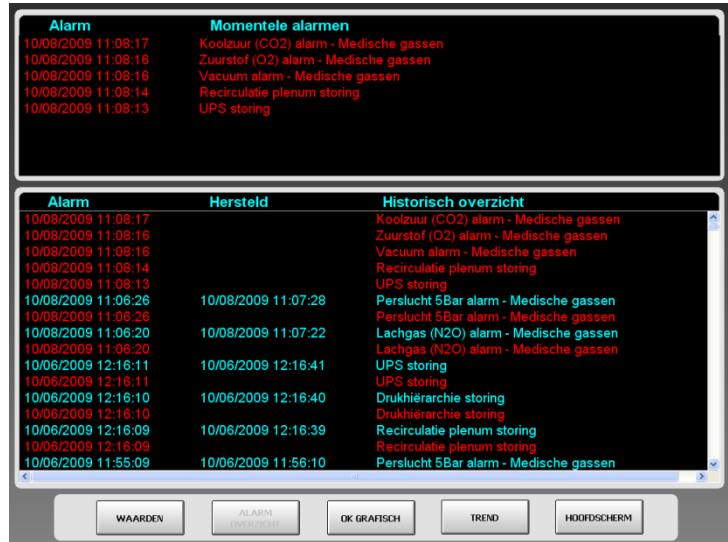 Alarm Momentele alarmen
10/08/2009 11:08:17 Koolzuur (CO2) alarm - Medische gassen
10/08/2009 11:08:16 Zuurstof (O2) alarm - Medische gassen
10/08/2009 11:08:16 Vacuum alarm - Medische gassen
10/08/2009 11:08:14 Recirculatie plenum storing
10/08/2009 11:08:13 UPS storing
Alarm Hersteld Historisch overzicht
10/08/2009 11:08:17 Koolzuur (CO2) alarm - Medische gassen
10/08/2009 11:08:16 Zuurstof (O2) alarm - Medische gassen
10/08/2009 11:08:16 Vacuum alarm - Medische gassen
10/08/2009 11:08:14 Recirculatie plenum storing
10/08/2009 11:08:13 UPS storing
10/08/2009 11:06:26 10/08/2009 11:07:28 Perslucht 5Bar alarm - Medische gassen
10/08/2009 11:06:26 Perslucht 5Bar alarm - Medische gassen
10/08/2009 11:06:20 10/08/2009 11:07:22 Lachgas (N2O) alarm - Medische gassen
10/08/2009 11:06:20 Lachgas (N2O) alarm - Medische gassen
10/06/2009 12:16:11 10/06/2009 12:16:41 UPS storing
10/06/2009 12:16:11 UPS storing
10/06/2009 12:16:10 10/06/2009 12:16:40 Drukhiërarchie storing
10/06/2009 12:16:10 Drukhiërarchie storing
10/06/2009 12:16:09 10/06/2009 12:16:39 Recirculatie plenum storing
10/06/2009 12:16:09 Recirculatie plenum storing
10/06/2009 11:55:09 10/06/2009 11:56:10 Perslucht 5Bar alarm - Medische gassen
WAARDEN ALARM OVERZICHT OK GRAFISCH TREND HOOFDSCHERM